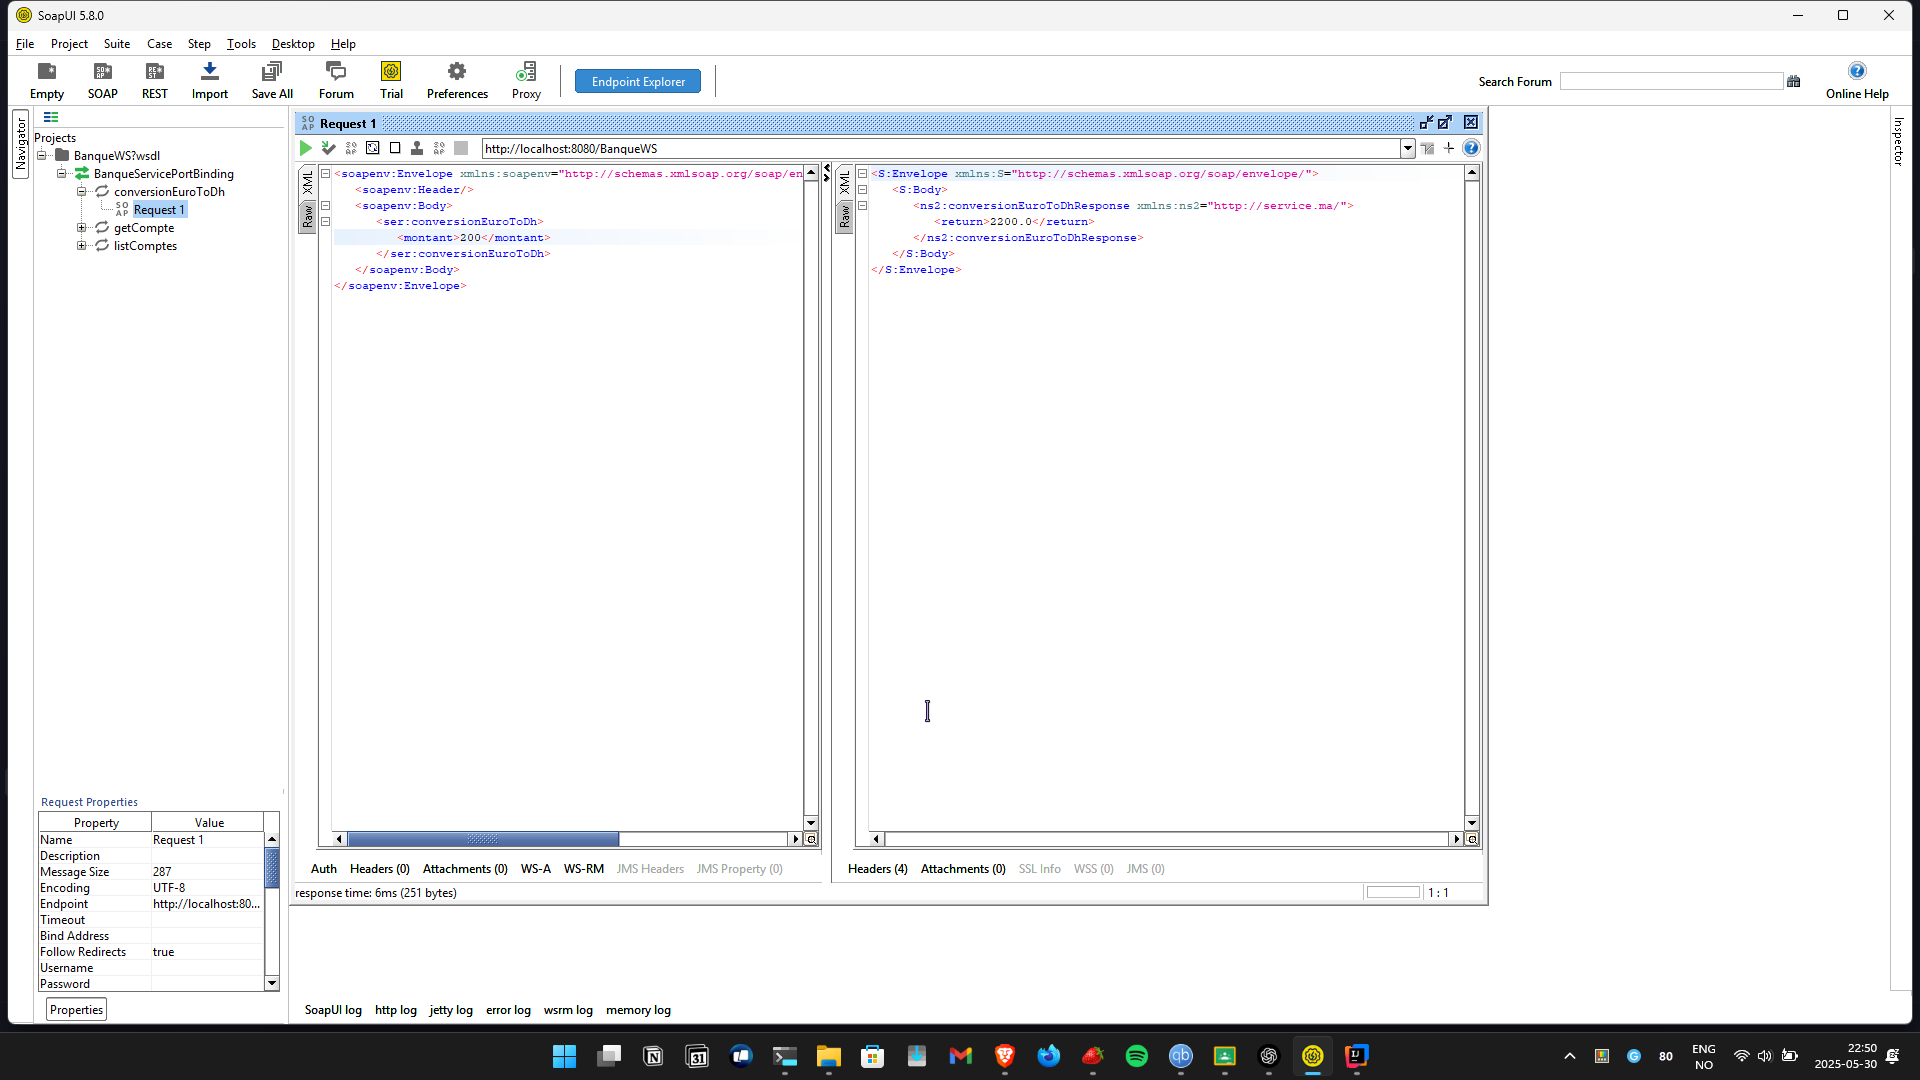 SoapUI 5.8.0
File Project Suite Case Step Tools Desktop Help
Empty SOAP REST Import Save All Forum Trial Preferences Proxy Endpoint Explorer Search Forum Online Help
Navigator
Projects
BanqueWS?wsdl
BanqueServicePortBinding
conversionEuroToDh
Request 1
getCompte
listComptes
Request 1
http://localhost:8080/BanqueWS
XML
Raw
<soapenv:Envelope xmlns:soapenv="http://schemas.xmlsoap.org/soap/en
<soapenv:Header/>
<soapenv:Body>
<ser:conversionEuroToDh>
<montant>200</montant>
</ser:conversionEuroToDh>
</soapenv:Body>
</soapenv:Envelope>
XML
Raw
<S:Envelope xmlns:S="http://schemas.xmlsoap.org/soap/envelope/">
<S:Body>
<ns2:conversionEuroToDhResponse xmlns:ns2="http://service.ma/">
<return>2200.0</return>
</ns2:conversionEuroToDhResponse>
</S:Body>
</S:Envelope>
Inspector
Auth Headers (0) Attachments (0) WS-A WS-RM JMS Headers JMS Property (0)
Headers (4) Attachments (0) SSL Info WSS (0) JMS (0)
response time: 6ms (251 bytes)
1 : 1
Request Properties
Property Value
Name Request 1
Description
Message Size 287
Encoding UTF-8
Endpoint http://localhost:80...
Timeout
Bind Address
Follow Redirects true
Username
Password
Properties
SoapUI log http log jetty log error log wsrm log memory log
31
qb
80
ENG
NO
22:50
2025-05-30